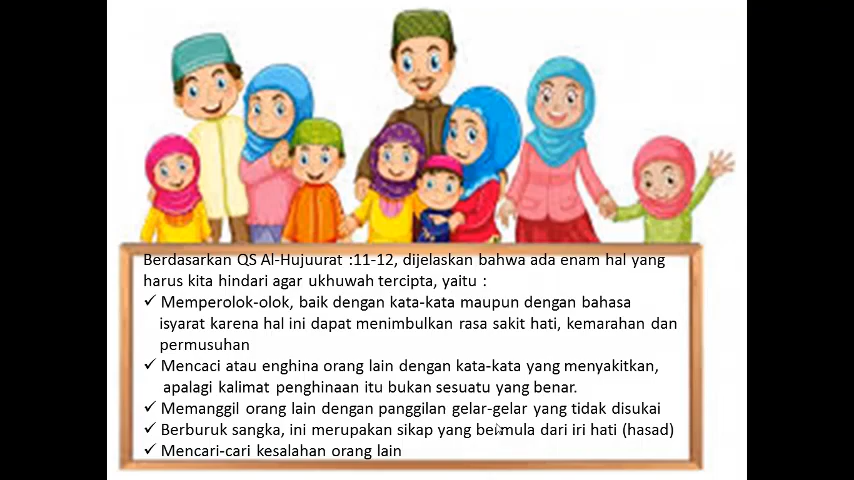 Berdasarkan QS Al-Hujuurat :11-12, dijelaskan bahwa ada enam hal yang
harus kita hindari agar ukhuwah tercipta, yaitu :
✓ Memperolok-olok, baik dengan kata-kata maupun dengan bahasa
isyarat karena hal ini dapat menimbulkan rasa sakit hati, kemarahan dan
permusuhan
✓ Mencaci atau enghina orang lain dengan kata-kata yang menyakitkan,
apalagi kalimat penghinaan itu bukan sesuatu yang benar.
✓ Memanggil orang lain dengan panggilan gelar-gelar yang tidak disukai
✓ Berburuk sangka, ini merupakan sikap yang bermula dari iri hati (hasad)
✓ Mencari-cari kesalahan orang lain